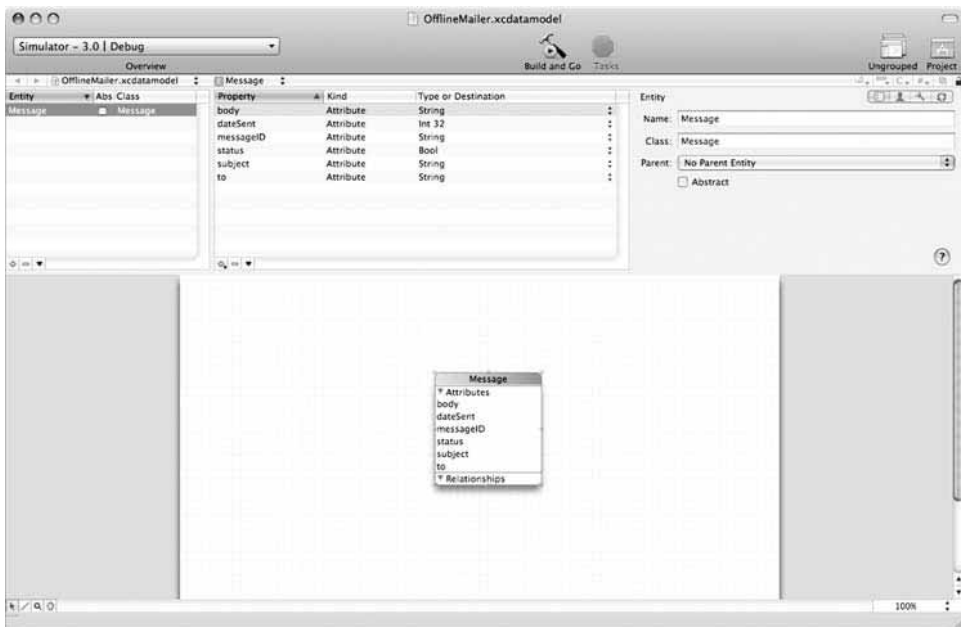 OfflineMailer.xcdatamodel
Simulator - 3.0 | Debug
Overview
Build and Go
Tasks
Ungrouped
Project
OfflineMailer.xcdatamodel
Message
Entity
Abs
Class
Message
Message
Property
Kind
Type or Destination
body Attribute String
dateSent Attribute Int 32
messageID Attribute String
status Attribute Bool
subject Attribute String
to Attribute String
Entity
Name: Message
Class: Message
Parent: No Parent Entity
Abstract
?
Message
Attributes
body
dateSent
messageID
status
subject
to
Relationships
100%